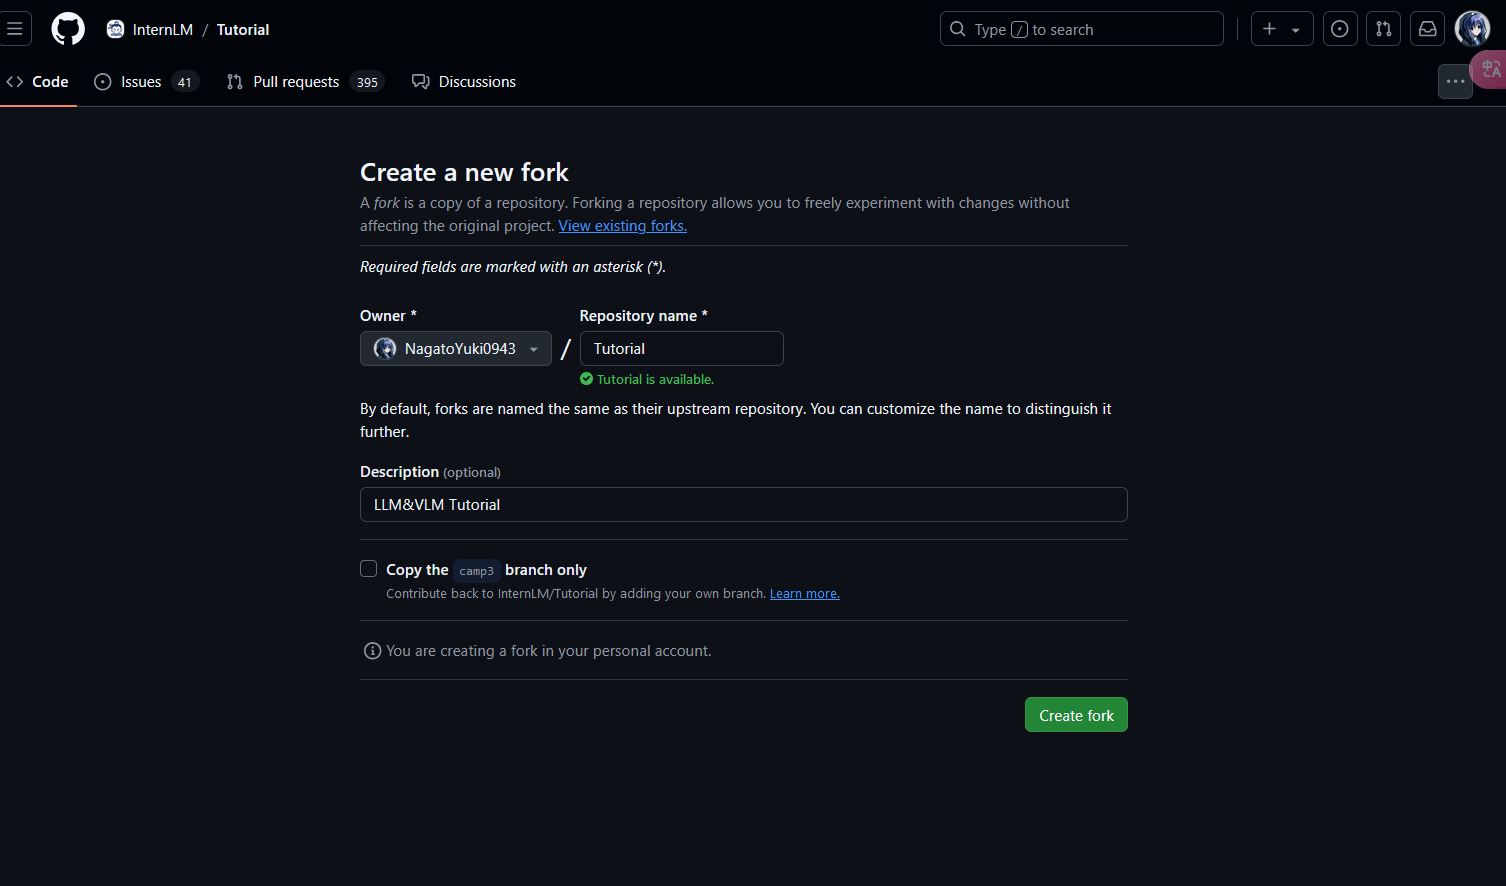 InternLM / Tutorial
Type / to search
Code
Issues 41
Pull requests 395
Discussions
中A
Create a new fork
A fork is a copy of a repository. Forking a repository allows you to freely experiment with changes without
affecting the original project. View existing forks.
Required fields are marked with an asterisk (*).
Owner *
Repository name *
NagatoYuki0943
/
Tutorial
Tutorial is available.
By default, forks are named the same as their upstream repository. You can customize the name to distinguish it
further.
Description (optional)
LLM&VLM Tutorial
Copy the camp3 branch only
Contribute back to InternLM/Tutorial by adding your own branch. Learn more.
You are creating a fork in your personal account.
Create fork